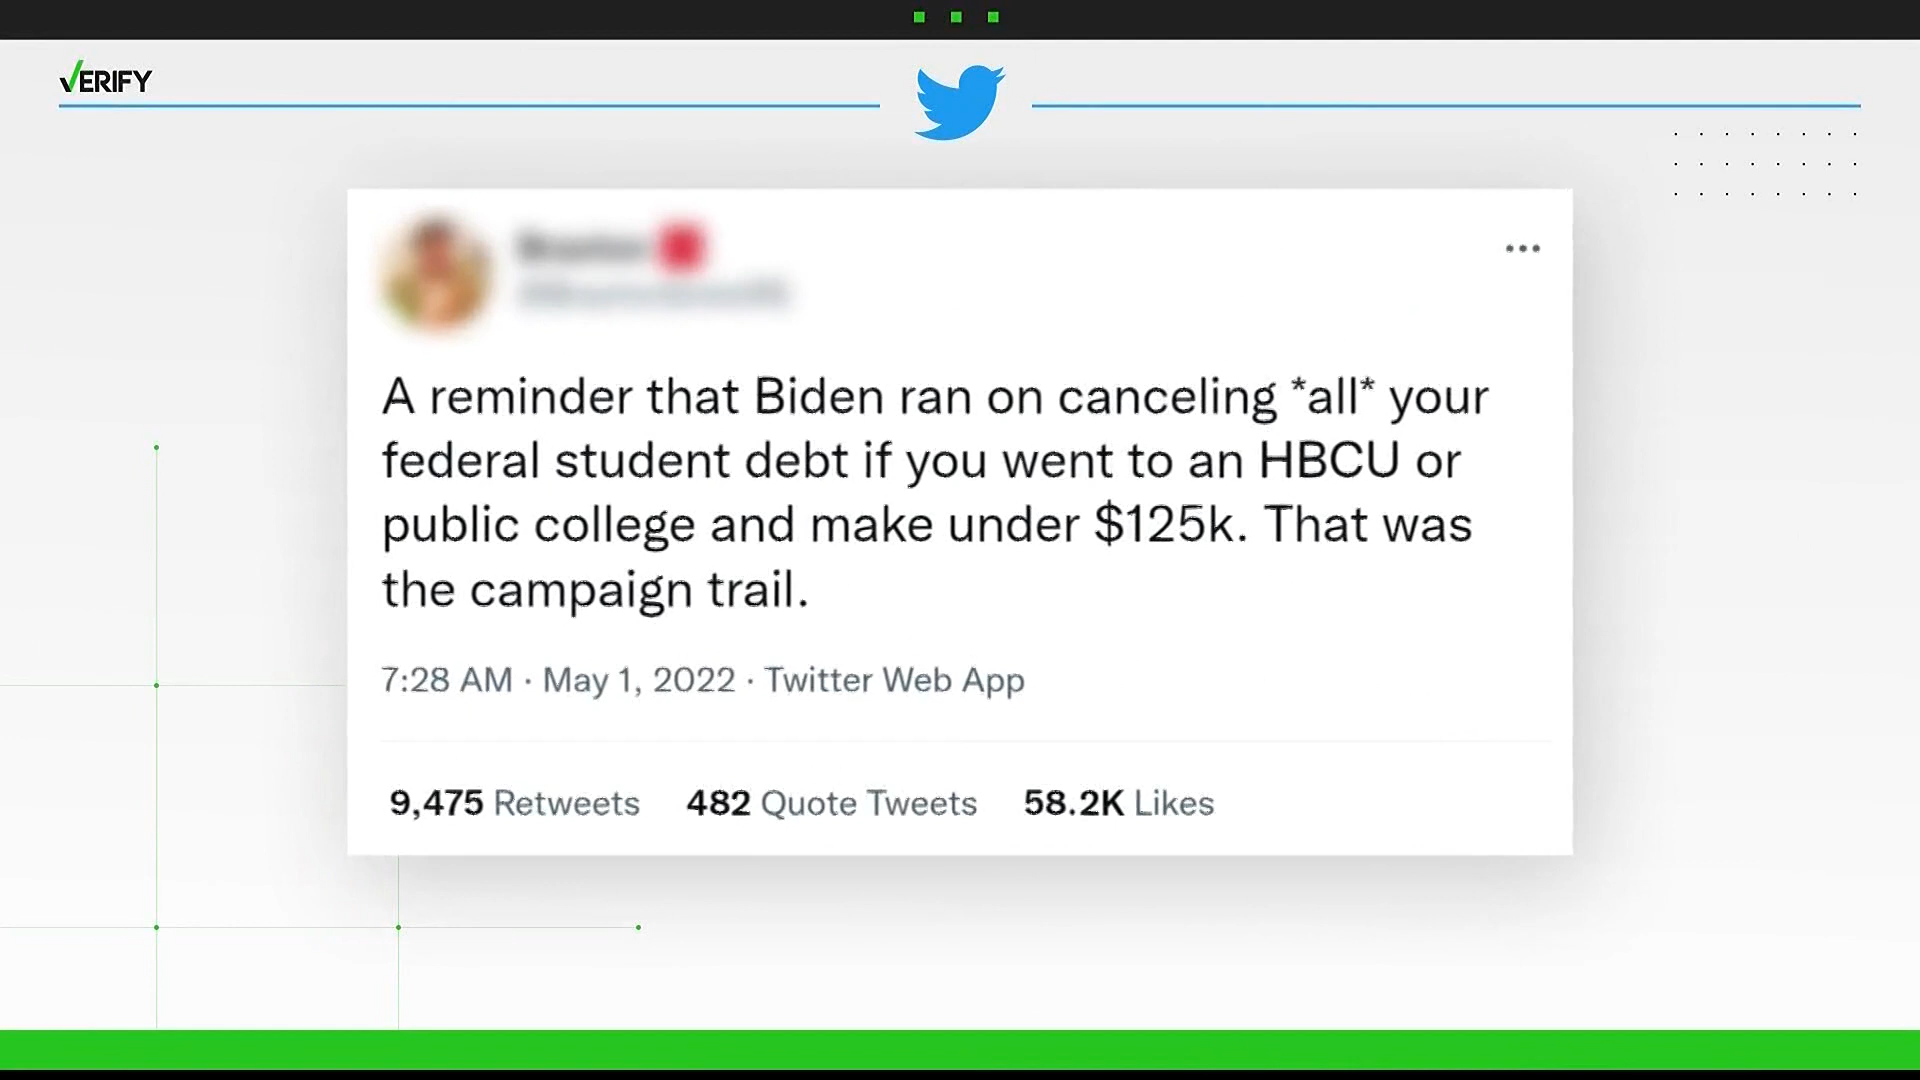 VERIFY
A reminder that Biden ran on canceling *all* your
federal student debt if you went to an HBCU or
public college and make under $125k. That was
the campaign trail.
7:28 AM · May 1, 2022 · Twitter Web App
9,475 Retweets 482 Quote Tweets 58.2K Likes